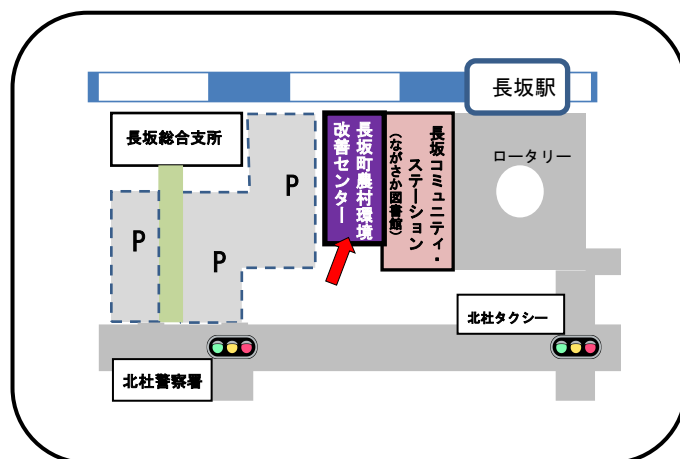 長坂駅
長坂総合支所
長坂町農村環境
改善センター
長坂コミュニティ・
ステーション
（ながさか図書館）
ロータリー
P
P
P
北社タクシー
北社警察署